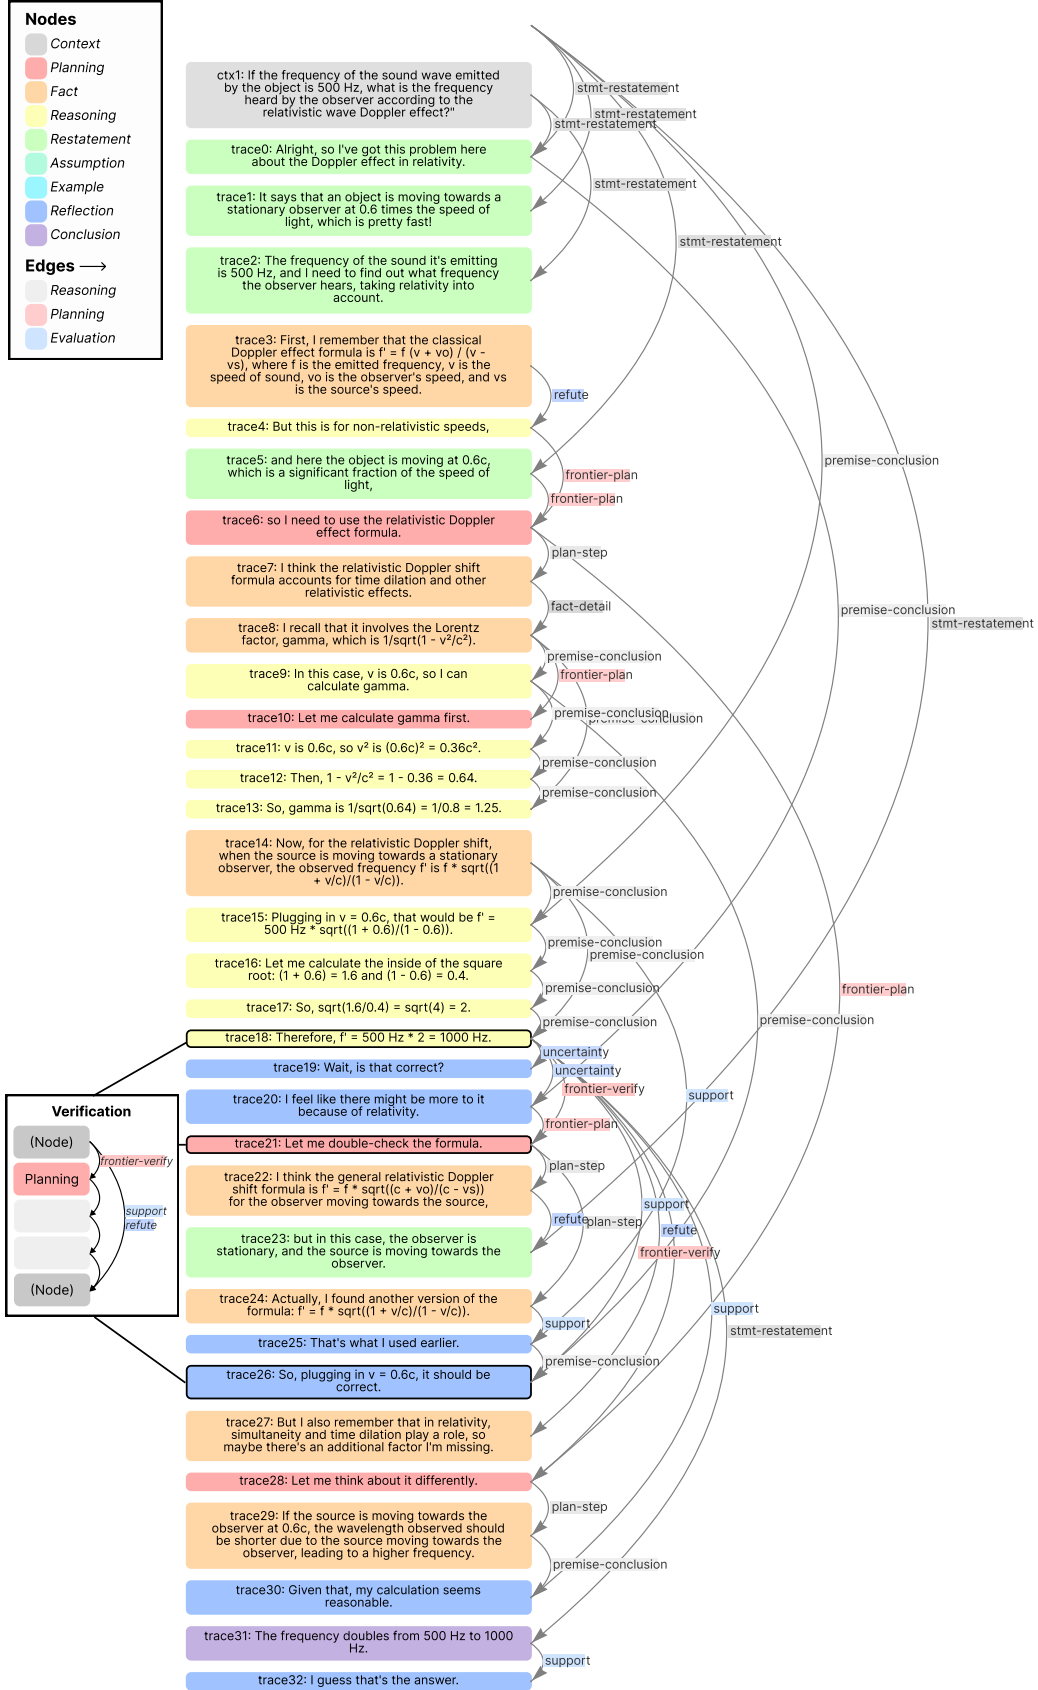 Nodes
Context
Planning
Fact
Reasoning
Restatement
Assumption
Example
Reflection
Conclusion
Edges
Reasoning
Planning
Evaluation
ctx1: If the frequency of the sound wave emitted
by the object is 500 Hz, what is the frequency
heard by the observer according to the
relativistic wave Doppler effect?"
stmt-restatement
stmt-restatement
stmt-restatement
trace0: Alright, so I've got this problem here
about the Doppler effect in relativity.
trace1: It says that an object is moving towards a
stationary observer at 0.6 times the speed of
light, which is pretty fast!
stmt-restatement
stmt-restatement
trace2: The frequency of the sound it's emitting
is 500 Hz, and I need to find out what frequency
the observer hears, taking relativity into
account.
trace3: First, I remember that the classical
Doppler effect formula is f' = f (v + vo) / (v -
vs), where f is the emitted frequency, v is the
speed of sound, vo is the observer's speed, and vs
is the source's speed.
refute
trace4: But this is for non-relativistic speeds,
trace5: and here the object is moving at 0.6c,
which is a significant fraction of the speed of
light,
premise-conclusion
frontier-plan
frontier-plan
trace6: so I need to use the relativistic Doppler
effect formula.
plan-step
trace7: I think the relativistic Doppler shift
formula accounts for time dilation and other
relativistic effects.
fact-detail
premise-conclusion
stmt-restatement
trace8: I recall that it involves the Lorentz
factor, gamma, which is 1/sqrt(1 - v²/c²).
premise-conclusion
frontier-plan
trace9: In this case, v is 0.6c, so I can
calculate gamma.
premise-conclusion
premise-conclusion
trace10: Let me calculate gamma first.
trace11: v is 0.6c, so v² is (0.6c)² = 0.36c².
premise-conclusion
trace12: Then, 1 - v²/c² = 1 - 0.36 = 0.64.
premise-conclusion
trace13: So, gamma is 1/sqrt(0.64) = 1/0.8 = 1.25.
trace14: Now, for the relativistic Doppler shift,
when the source is moving towards a stationary
observer, the observed frequency f' is f * sqrt((1
+ v/c)/(1 - v/c)).
premise-conclusion
trace15: Plugging in v = 0.6c, that would be f' =
500 Hz * sqrt((1 + 0.6)/(1 - 0.6)).
premise-conclusion
premise-conclusion
trace16: Let me calculate the inside of the square
root: (1 + 0.6) = 1.6 and (1 - 0.6) = 0.4.
premise-conclusion
frontier-plan
trace17: So, sqrt(1.6/0.4) = sqrt(4) = 2.
premise-conclusion
premise-conclusion
trace18: Therefore, f' = 500 Hz * 2 = 1000 Hz.
uncertainty
trace19: Wait, is that correct?
uncertainty
frontier-verify
support
trace20: I feel like there might be more to it
because of relativity.
frontier-plan
trace21: Let me double-check the formula.
Verification
(Node)
frontier-verify
Planning
support
refute
(Node)
plan-step
trace22: I think the general relativistic Doppler
shift formula is f' = f * sqrt((c + vo)/(c - vs))
for the observer moving towards the source,
support
refute
plan-step
refute
trace23: but in this case, the observer is
stationary, and the source is moving towards the
observer.
frontier-verify
trace24: Actually, I found another version of the
formula: f' = f * sqrt((1 + v/c)/(1 - v/c)).
support
support
stmt-restatement
trace25: That's what I used earlier.
premise-conclusion
trace26: So, plugging in v = 0.6c, it should be
correct.
trace27: But I also remember that in relativity,
simultaneity and time dilation play a role, so
maybe there's an additional factor I'm missing.
trace28: Let me think about it differently.
plan-step
trace29: If the source is moving towards the
observer at 0.6c, the wavelength observed should
be shorter due to the source moving towards the
observer, leading to a higher frequency.
premise-conclusion
trace30: Given that, my calculation seems
reasonable.
trace31: The frequency doubles from 500 Hz to 1000
Hz.
support
trace32: I guess that's the answer.